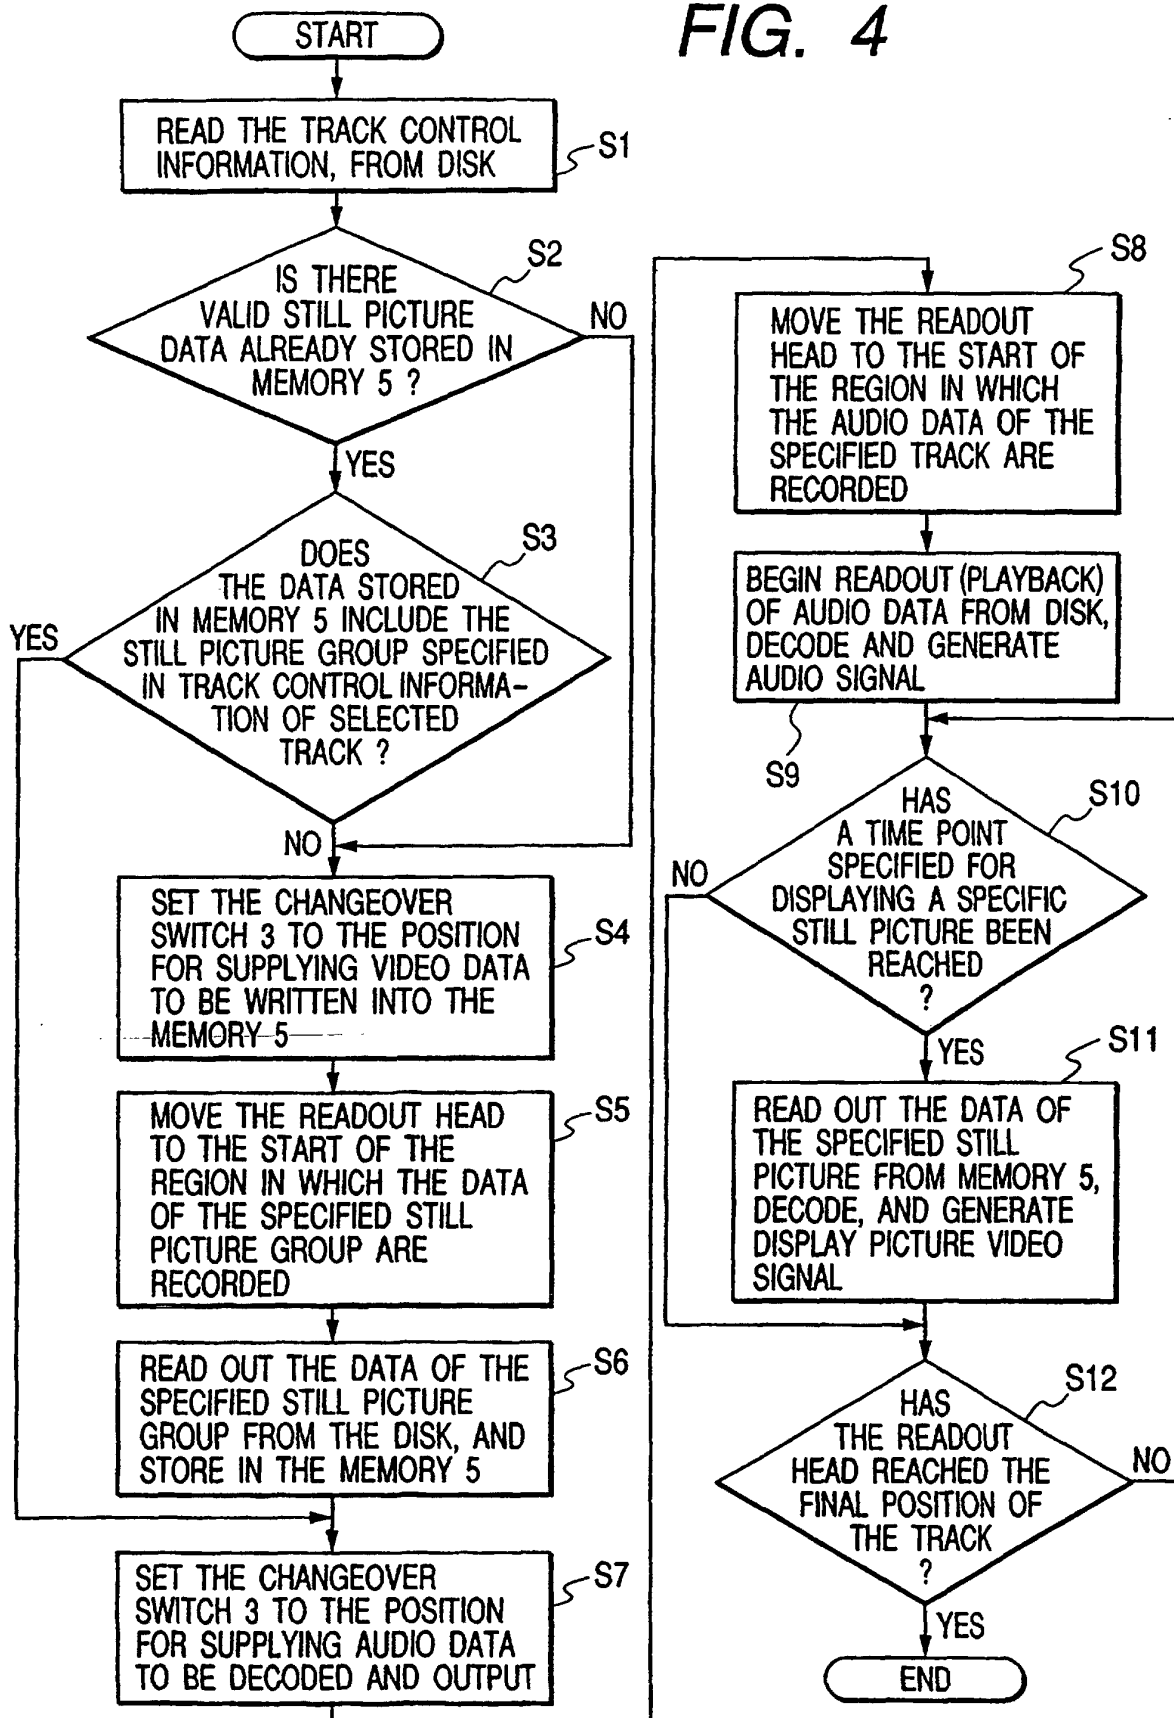 FIG. 4
START
READ THE TRACK CONTROL
INFORMATION, FROM DISK
S1
S2
IS THERE
VALID STILL PICTURE
DATA ALREADY STORED IN
MEMORY 5 ?
NO
YES
S3
DOES
THE DATA STORED
IN MEMORY 5 INCLUDE THE
STILL PICTURE GROUP SPECIFIED
IN TRACK CONTROL INFORMA-
TION OF SELECTED
TRACK ?
YES
NO
SET THE CHANGEOVER
SWITCH 3 TO THE POSITION
FOR SUPPLYING VIDEO DATA
TO BE WRITTEN INTO THE
MEMORY 5
S4
MOVE THE READOUT HEAD
TO THE START OF THE
REGION IN WHICH THE DATA
OF THE SPECIFIED STILL
PICTURE GROUP ARE
RECORDED
S5
READ OUT THE DATA OF THE
SPECIFIED STILL PICTURE
GROUP FROM THE DISK, AND
STORE IN THE MEMORY 5
S6
SET THE CHANGEOVER
SWITCH 3 TO THE POSITION
FOR SUPPLYING AUDIO DATA
TO BE DECODED AND OUTPUT
S7
S8
MOVE THE READOUT
HEAD TO THE START OF
THE REGION IN WHICH
THE AUDIO DATA OF THE
SPECIFIED TRACK ARE
RECORDED
BEGIN READOUT (PLAYBACK)
OF AUDIO DATA FROM DISK,
DECODE AND GENERATE
AUDIO SIGNAL
S9
S10
HAS
A TIME POINT
SPECIFIED FOR
DISPLAYING A SPECIFIC
STILL PICTURE BEEN
REACHED
?
NO
YES
S11
READ OUT THE DATA OF
THE SPECIFIED STILL
PICTURE FROM MEMORY 5,
DECODE, AND GENERATE
DISPLAY PICTURE VIDEO
SIGNAL
S12
HAS
THE READOUT
HEAD REACHED THE
FINAL POSITION OF
THE TRACK
?
NO
YES
END